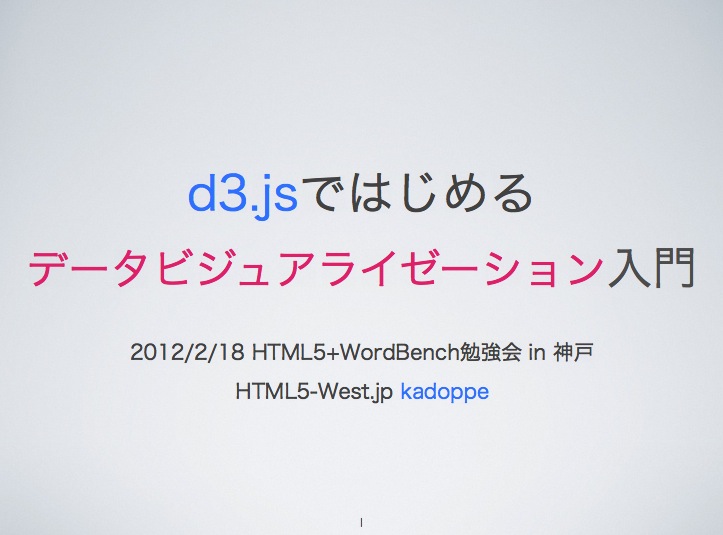 d3.jsではじめる
データビジュアライゼーション入門
2012/2/18 HTML5+WordBench勉強会 in 神戸
HTML5-West.jp kadoppe
1